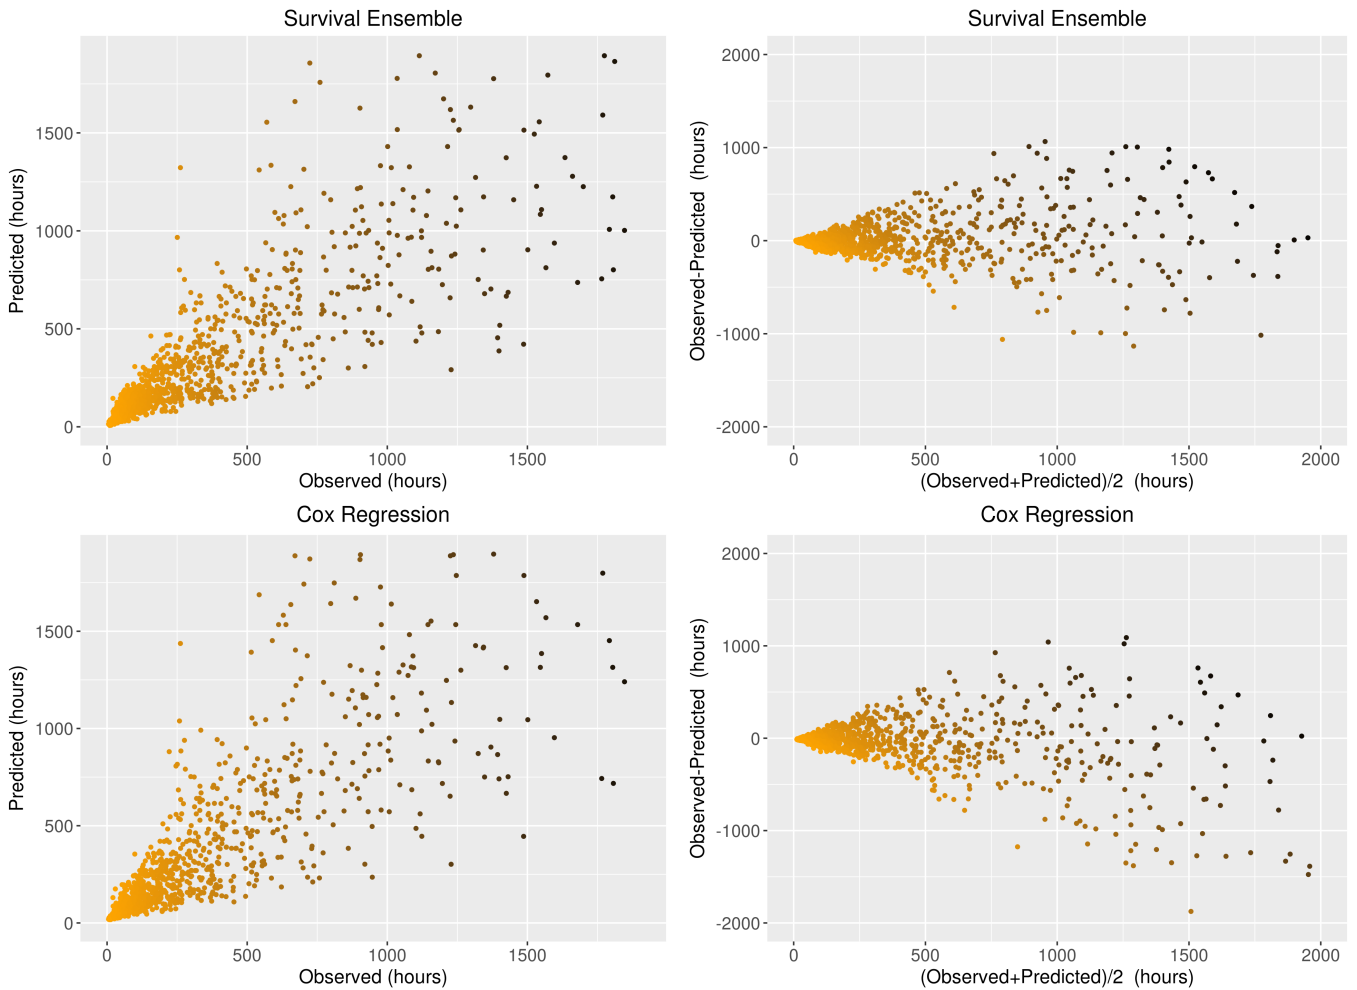 Survival Ensemble
Predicted (hours)
1500
1000
500
0
0 500 1000 1500
Observed (hours)
Survival Ensemble
Observed-Predicted (hours)
2000
1000
0
-1000
-2000
0 500 1000 1500 2000
(Observed+Predicted)/2 (hours)
Cox Regression
Predicted (hours)
1500
1000
500
0
0 500 1000 1500
Observed (hours)
Cox Regression
Observed-Predicted (hours)
2000
1000
0
-1000
-2000
0 500 1000 1500 2000
(Observed+Predicted)/2 (hours)